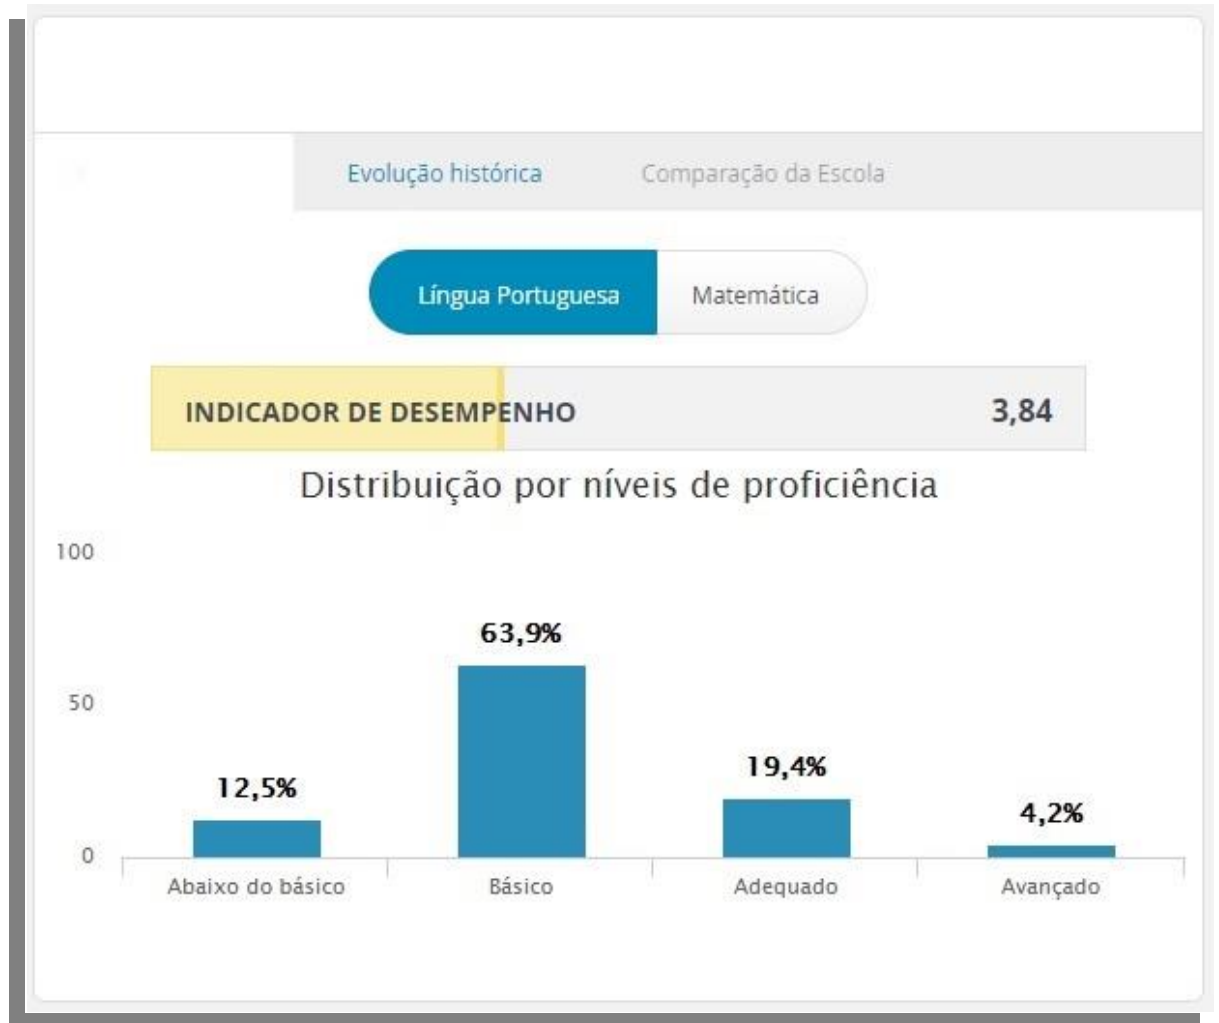 Evolução histórica Comparação da Escola
Língua Portuguesa Matemática
INDICADOR DE DESEMPENHO 3,84
Distribuição por níveis de proficiência
100
63,9%
50
19,4%
12,5%
4,2%
0
Abaixo do básico Básico Adequado Avançado